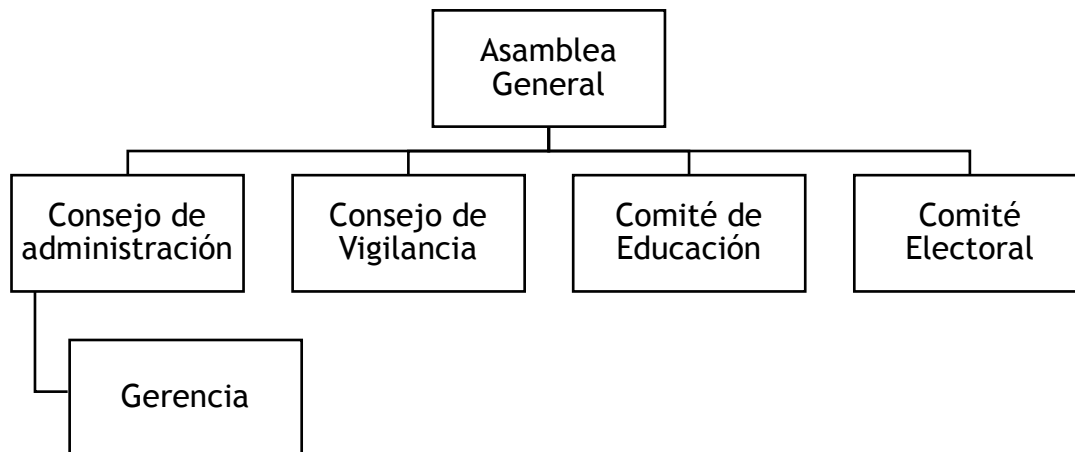 Asamblea
General
Consejo de
administración
Consejo de
Vigilancia
Comité de
Educación
Comité
Electoral
Gerencia